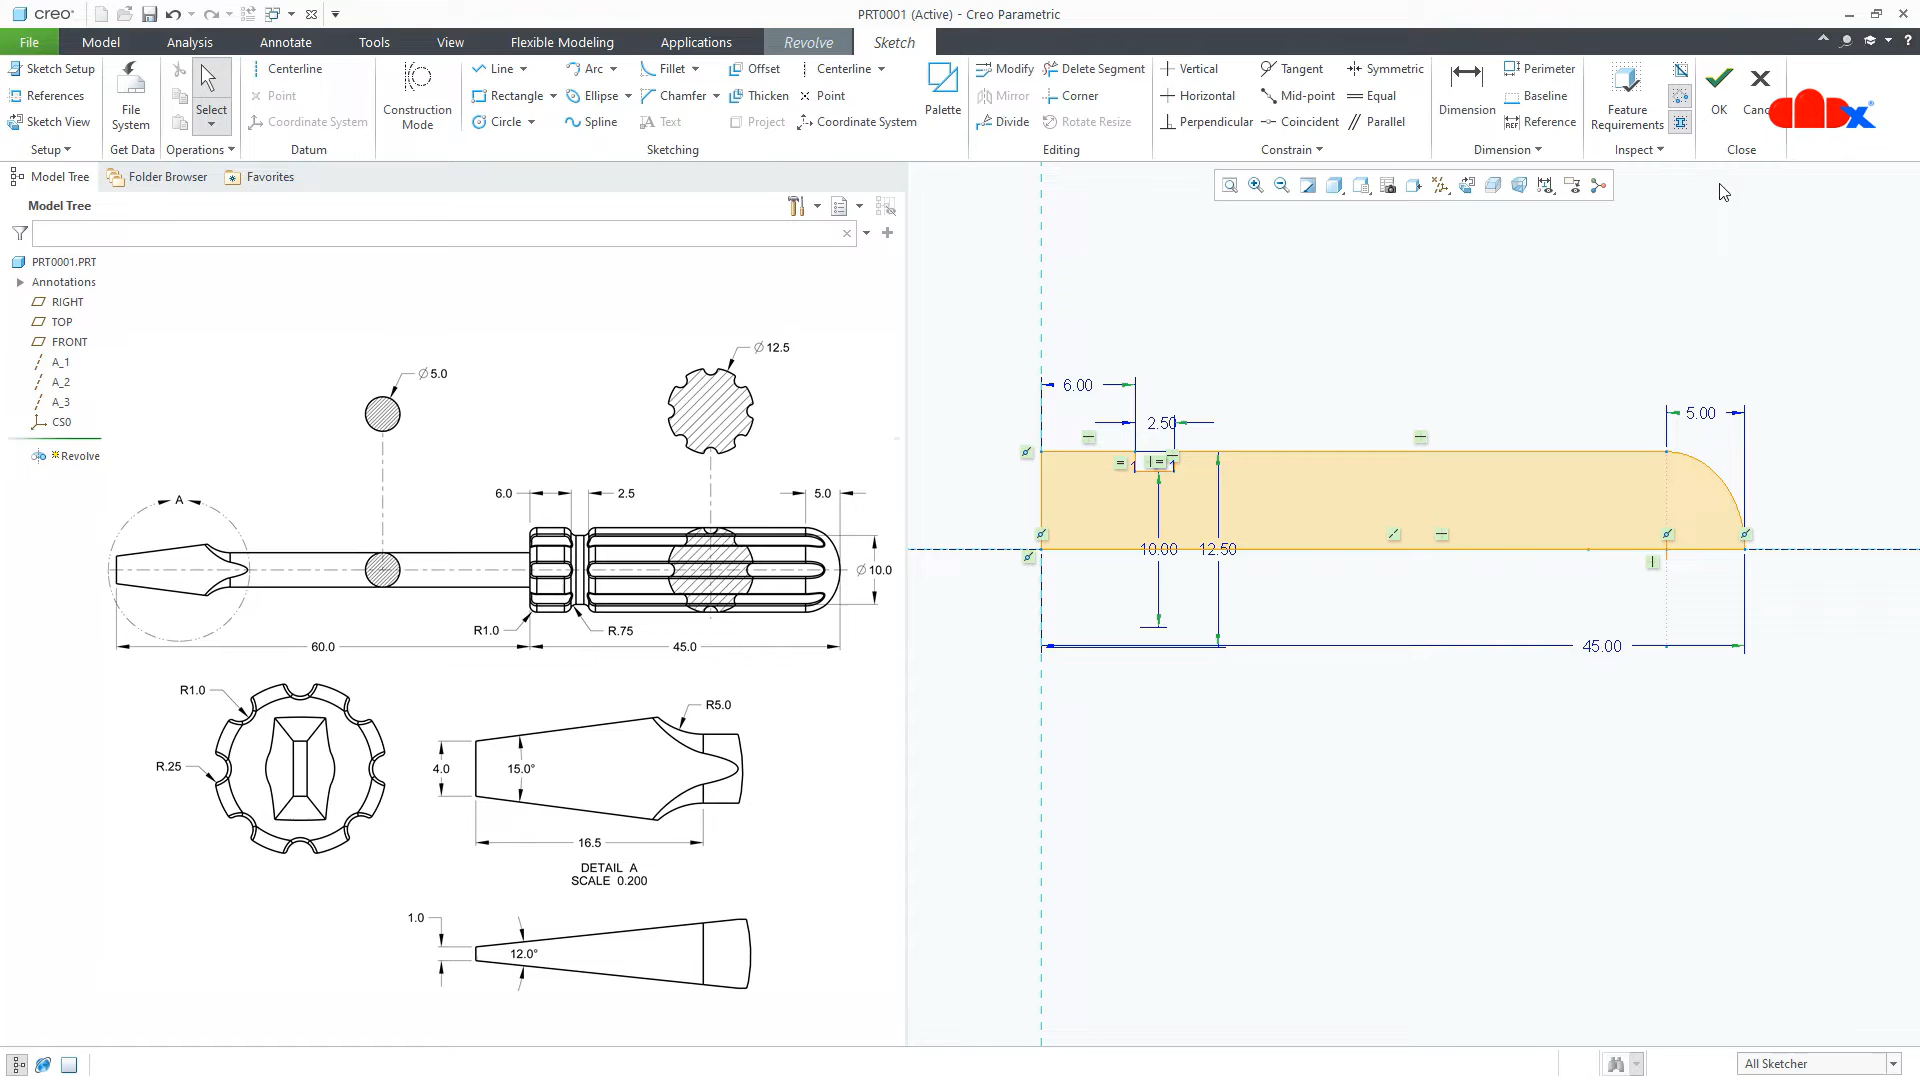 creo PRT0001 (Active) - Creo Parametric
File Model Analysis Annotate Tools View Flexible Modeling Applications Revolve Sketch
Sketch Setup
References
Sketch View
Setup
File System
Get Data
Select
Operations
Centerline
Point
Coordinate System
Datum
Construction Mode
Line Arc Fillet Offset Centerline
Rectangle Ellipse Chamfer Thicken Point
Circle Spline Text Project Coordinate System
Palette
Sketching
Modify Delete Segment
Mirror Corner
Divide Rotate Resize
Editing
Vertical Tangent Symmetric
Horizontal Mid-point Equal
Perpendicular Coincident Parallel
Constrain
Dimension
Perimeter
Baseline
Reference
Dimension
Feature Requirements
Inspect
OK
Close
Model Tree Folder Browser Favorites
Model Tree
PRT0001.PRT
Annotations
RIGHT
TOP
FRONT
A_1
A_2
A_3
CS0
Revolve
Ø12.5
Ø5.0
A
6.0 2.5 5.0
Ø10.0
R1.0 R.75
60.0 45.0
R1.0
R.25
R5.0
4.0 15.0°
16.5
DETAIL A
SCALE 0.200
1.0
12.0°
6.00
2.50
5.00
10.00 12.50
45.00
All Sketcher